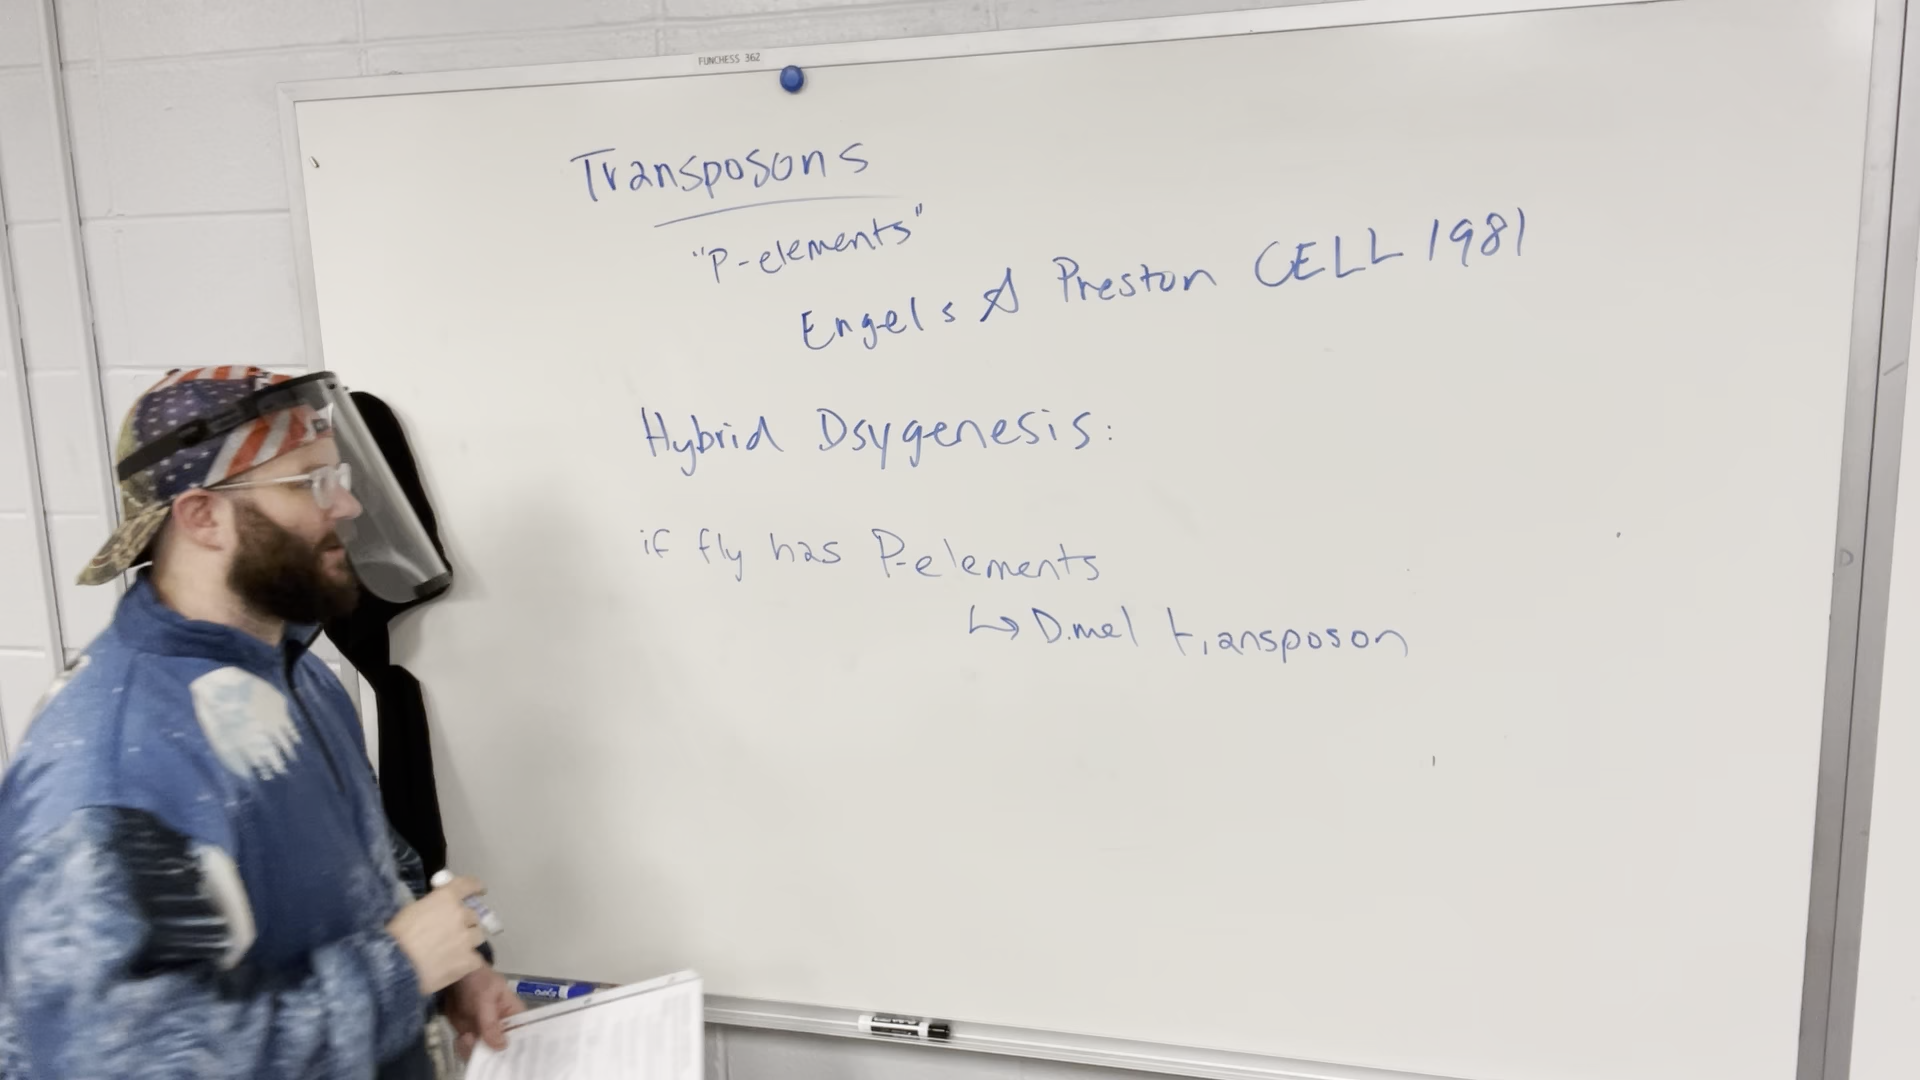 FUNCHESS 362
Transposons
"P-elements"
Engels & Preston CELL 1981
Hybrid Dsygenesis:
if fly has P-elements
↳ D.mel transposon